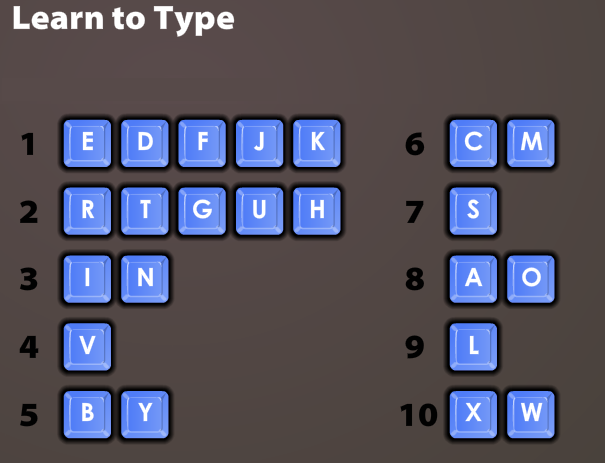 Learn to Type
1 E D F J K
2 R T G U H
3 I N
4 V
5 B Y
6 C M
7 S
8 A O
9 L
10 X W